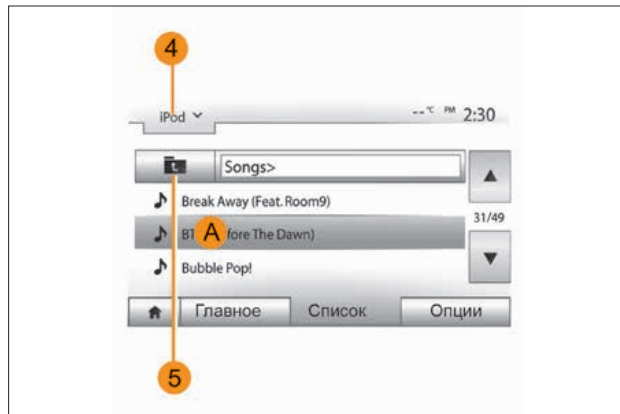 4
iPod
--°C PM 2:30
Songs>
Break Away (Feat. Room9)
31/49
BT A fore The Dawn)
Bubble Pop!
Главное Список Опции
5